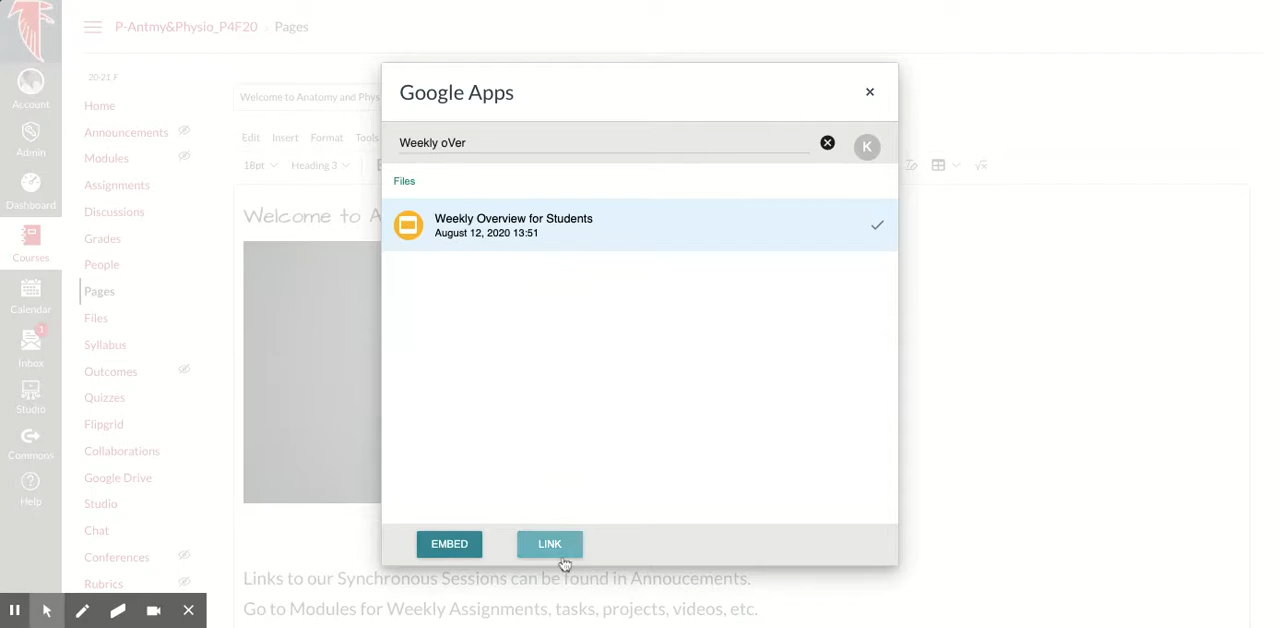 P-Antmy&Physio_P4F20 > Pages
20-21 F
Account
Admin
Dashboard
Courses
Calendar
3
Inbox
Studio
Commons
Help
Home
Announcements
Modules
Assignments
Discussions
Grades
People
Pages
Files
Syllabus
Outcomes
Quizzes
Flipgrid
Collaborations
Google Drive
Studio
Chat
Conferences
Rubrics
Welcome to Anatomy and Phys
Edit Insert Format Tools
18pt Heading 3
Welcome to A
Google Apps
Weekly oVer
K
Files
Weekly Overview for Students
August 12, 2020 13:51
EMBED LINK
Links to our Synchronous Sessions can be found in Annoucements.
Go to Modules for Weekly Assignments, tasks, projects, videos, etc.